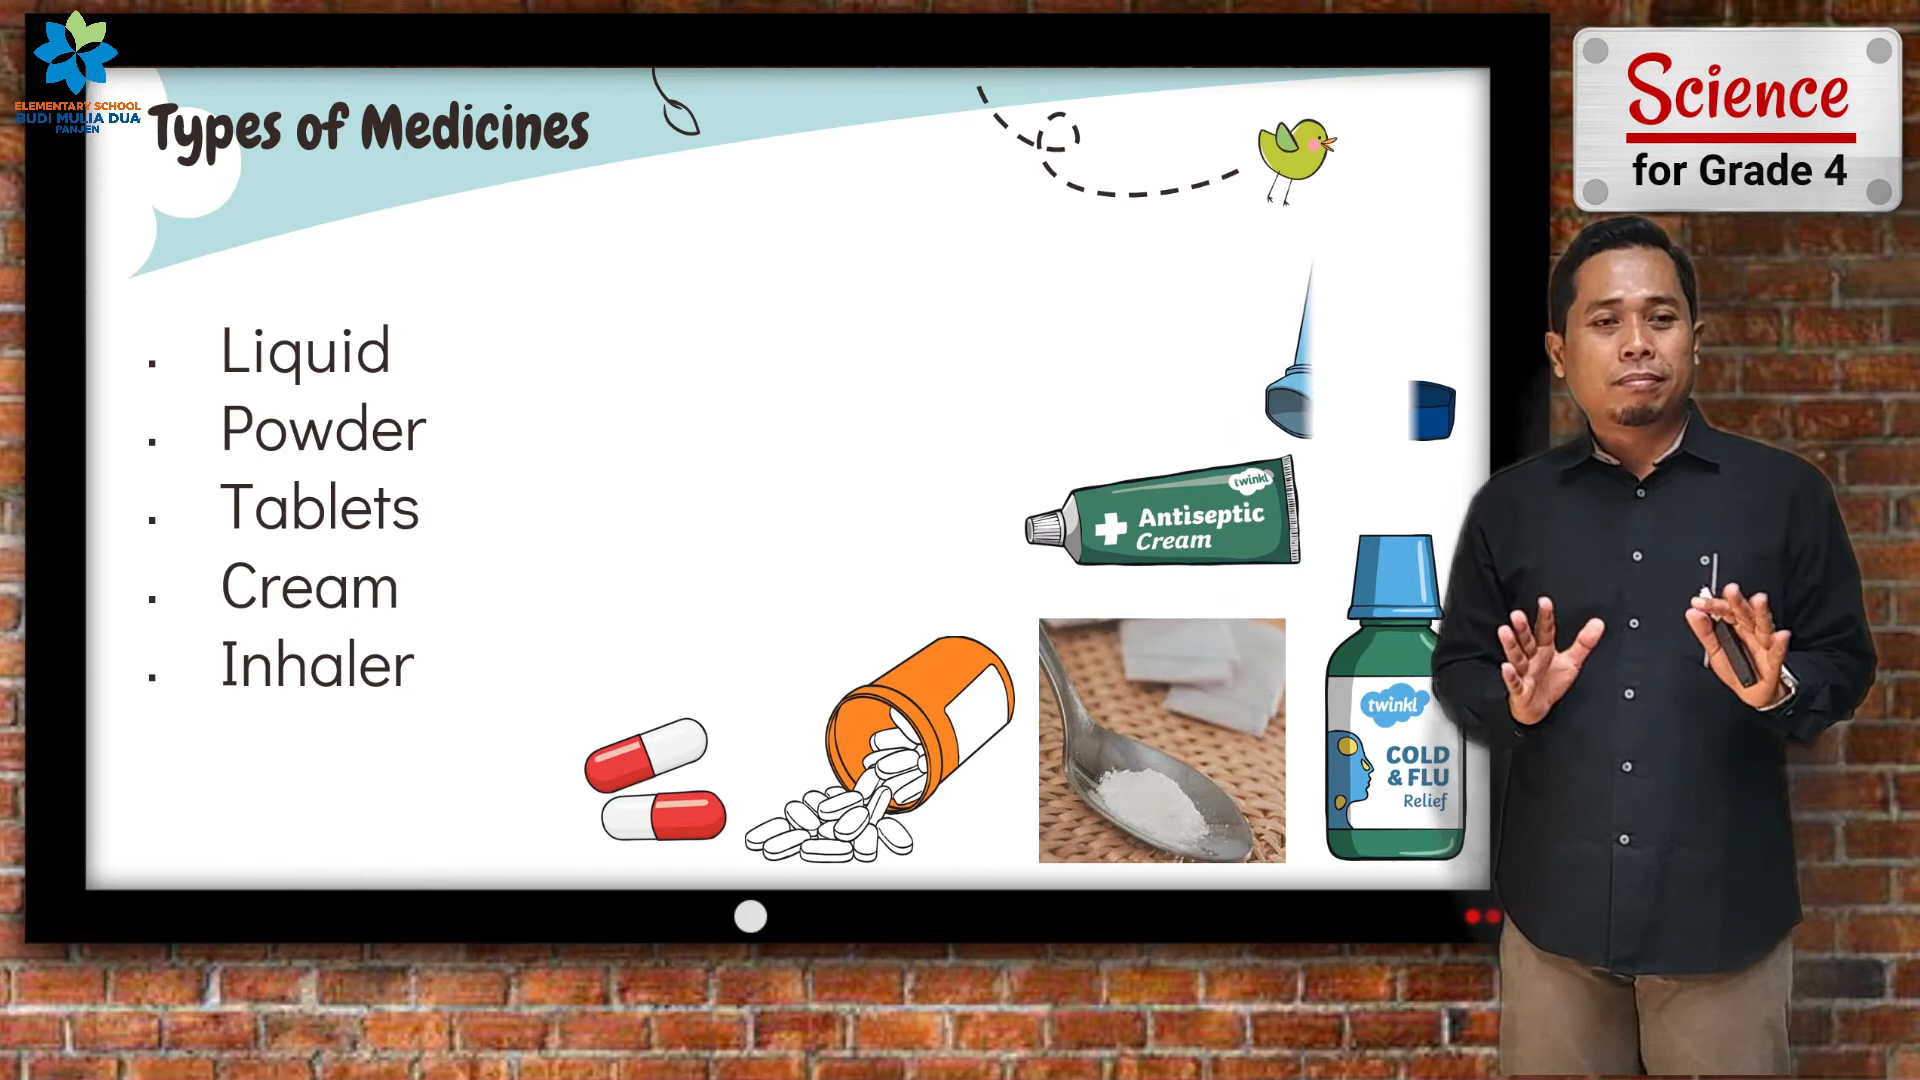 ELEMENTARY SCHOOL
BUDI MULIA DUA
PANJEN
Types of Medicines
Science
for Grade 4
. Liquid
. Powder
. Tablets
. Cream
. Inhaler
twinkl
Antiseptic
Cream
twinkl
COLD
& FLU
Relief